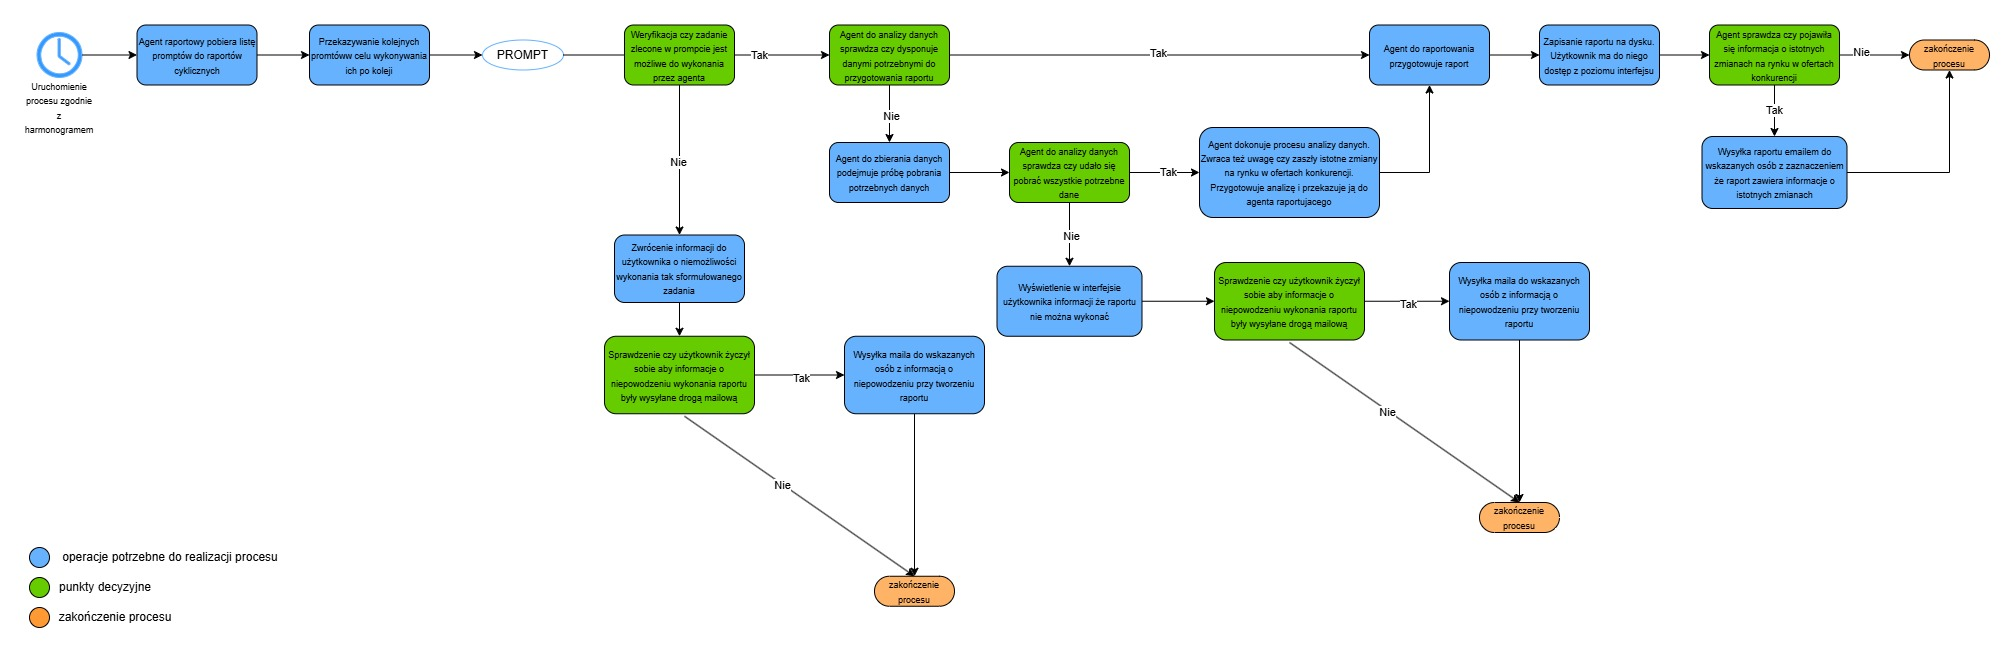 Uruchomienie
procesu zgodnie
z
harmonogramem
Agent raportowy pobiera listę
promptów do raportów
cyklicznych
Przekazywanie kolejnych
promtóww celu wykonywania
ich po koleji
PROMPT
Weryfikacja czy zadanie
zlecone w prompcie jest
możliwe do wykonania
przez agenta
Tak
Agent do analizy danych
sprawdza czy dysponuje
danymi potrzebnymi do
przygotowania raportu
Tak
Agent do raportowania
przygotowuje raport
Zapisanie raportu na dysku.
Użytkownik ma do niego
dostęp z poziomu interfejsu
Agent sprawdza czy pojawiła
się informacja o istotnych
zmianach na rynku w ofertach
konkurencji
Nie
zakończenie
procesu
Tak
Wysyłka raportu emailem do
wskazanych osób z zaznaczeniem
że raport zawiera informacje o
istotnych zmianach
Nie
Agent do zbierania danych
podejmuje próbę pobrania
potrzebnych danych
Agent do analizy danych
sprawdza czy udało się
pobrać wszystkie potrzebne
dane
Tak
Agent dokonuje procesu analizy danych.
Zwraca też uwagę czy zaszły istotne zmiany
na rynku w ofertach konkurencji.
Przygotowuje analizę i przekazuje ją do
agenta raportujacego
Nie
Wyświetlenie w interfejsie
użytkownika informacji że raportu
nie można wykonać
Sprawdzenie czy użytkownik życzył
sobie aby informacje o
niepowodzeniu wykonania raportu
były wysyłane drogą mailową
Tak
Wysyłka maila do wskazanych
osób z informacją o
niepowodzeniu przy tworzeniu
raportu
Nie
zakończenie
procesu
Nie
Zwrócenie informacji do
użytkownika o niemożliwości
wykonania tak sformułowanego
zadania
Sprawdzenie czy użytkownik życzył
sobie aby informacje o
niepowodzeniu wykonania raportu
były wysyłane drogą mailową
Tak
Wysyłka maila do wskazanych
osób z informacją o
niepowodzeniu przy tworzeniu
raportu
Nie
zakończenie
procesu
operacje potrzebne do realizacji procesu
punkty decyzyjne
zakończenie procesu